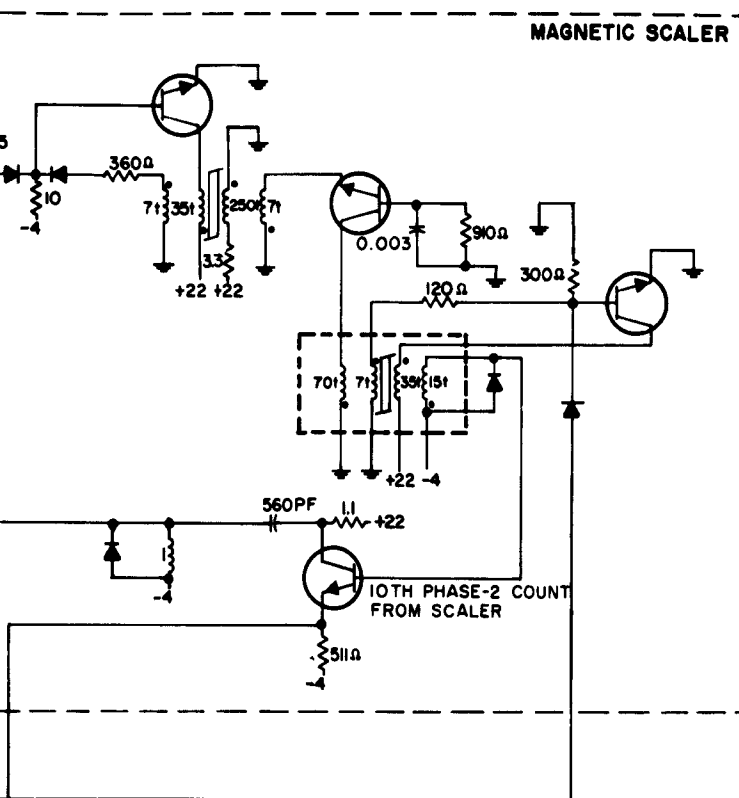 MAGNETIC SCALER
5
360Ω
10
-4
7t 35t 250t 7t
3.3
+22 +22
0.003
910Ω
300Ω
120Ω
70t 7t 35t 15t
+22 -4
560PF
1.1
+22
1
-4
10TH PHASE-2 COUNT
FROM SCALER
511Ω
-4